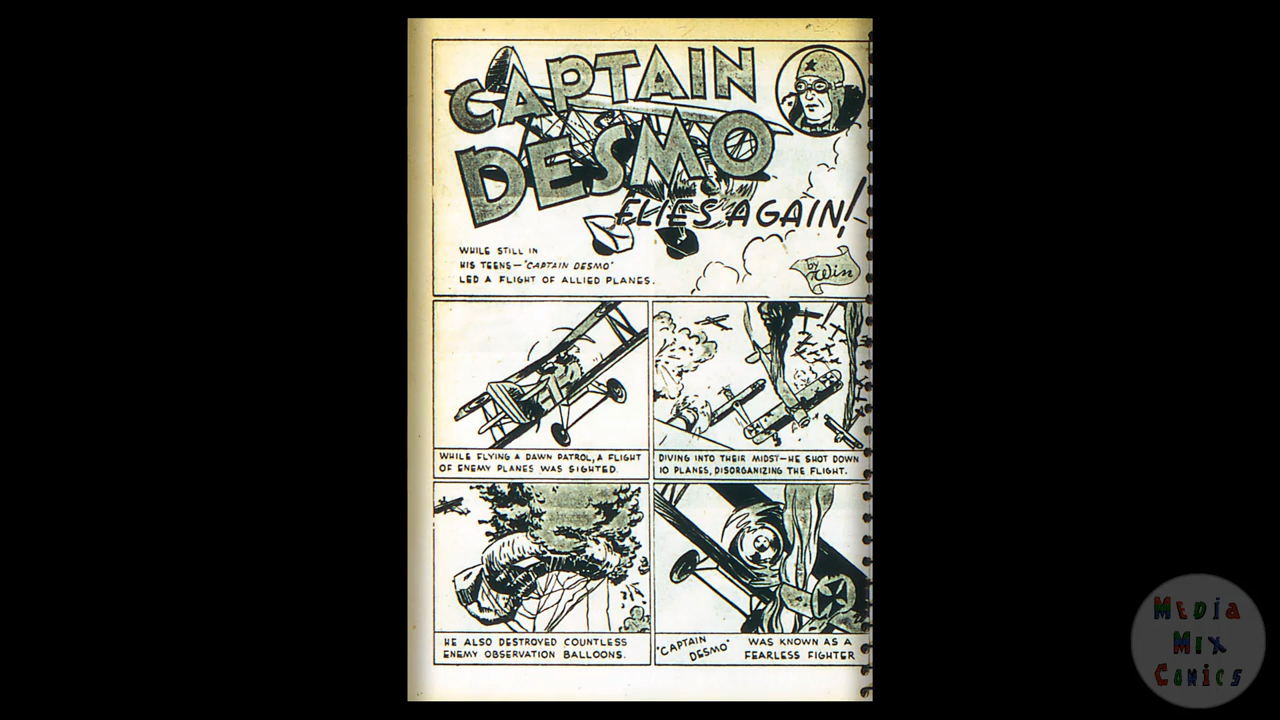 CAPTAIN
DESMO
FLIES AGAIN!
WHILE STILL IN
HIS TEENS—"CAPTAIN DESMO"
LED A FLIGHT OF ALLIED PLANES.
by
Win
WHILE FLYING A DAWN PATROL, A FLIGHT
OF ENEMY PLANES WAS SIGHTED.
DIVING INTO THEIR MIDST—HE SHOT DOWN
10 PLANES, DISORGANIZING THE FLIGHT.
HE ALSO DESTROYED COUNTLESS
ENEMY OBSERVATION BALLOONS.
"CAPTAIN DESMO" WAS KNOWN AS A
FEARLESS FIGHTER
MEDiA
MiX
COMiCS